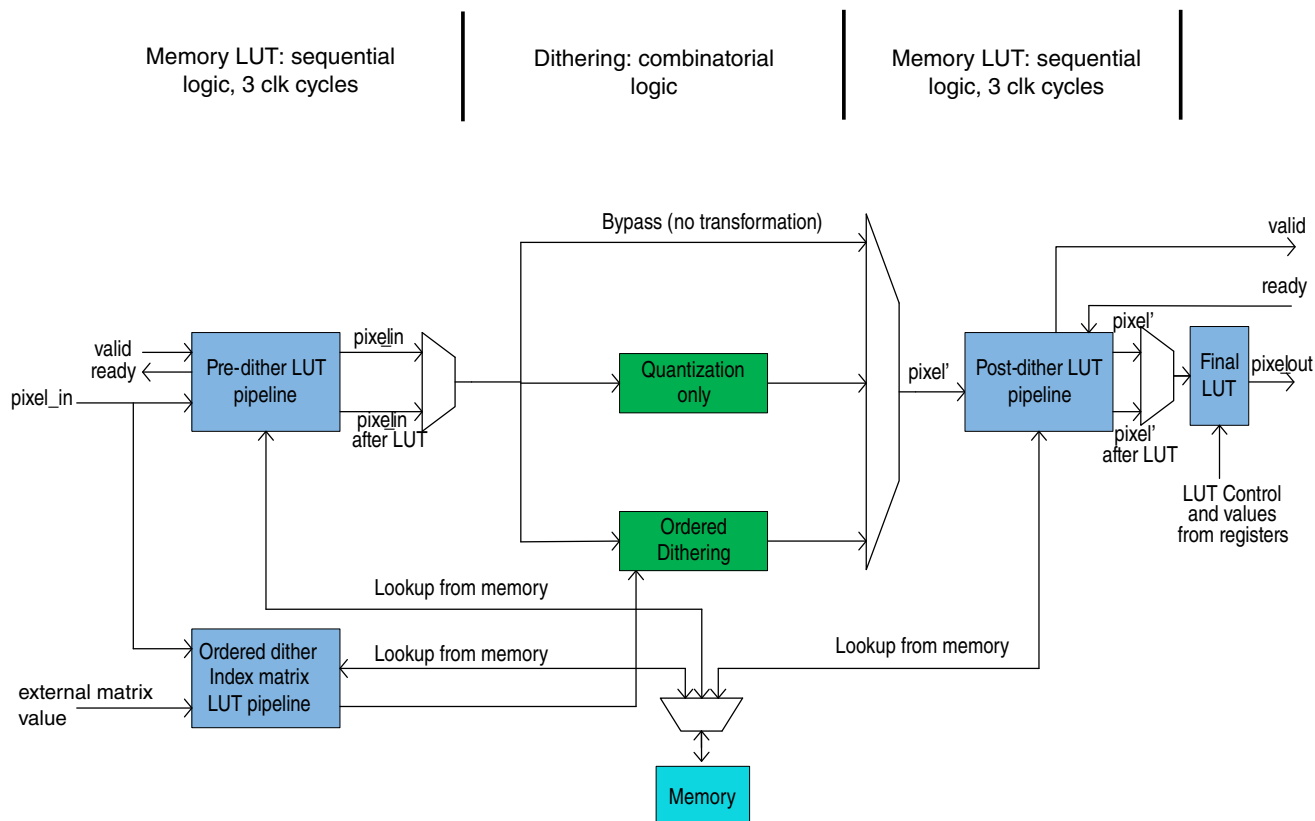 Memory LUT: sequential
logic, 3 clk cycles
Dithering: combinatorial
logic
Memory LUT: sequential
logic, 3 clk cycles
Bypass (no transformation)
valid
ready
valid
ready
pixel_in
Pre-dither LUT
pipeline
pixel_in
pixel_in
after LUT
Quantization
only
pixel'
Post-dither LUT
pipeline
pixel'
pixel'
after LUT
Final
LUT
pixel_out
LUT Control
and values
from registers
Ordered
Dithering
Lookup from memory
Ordered dither
Index matrix
LUT pipeline
Lookup from memory
Lookup from memory
external matrix
value
Memory